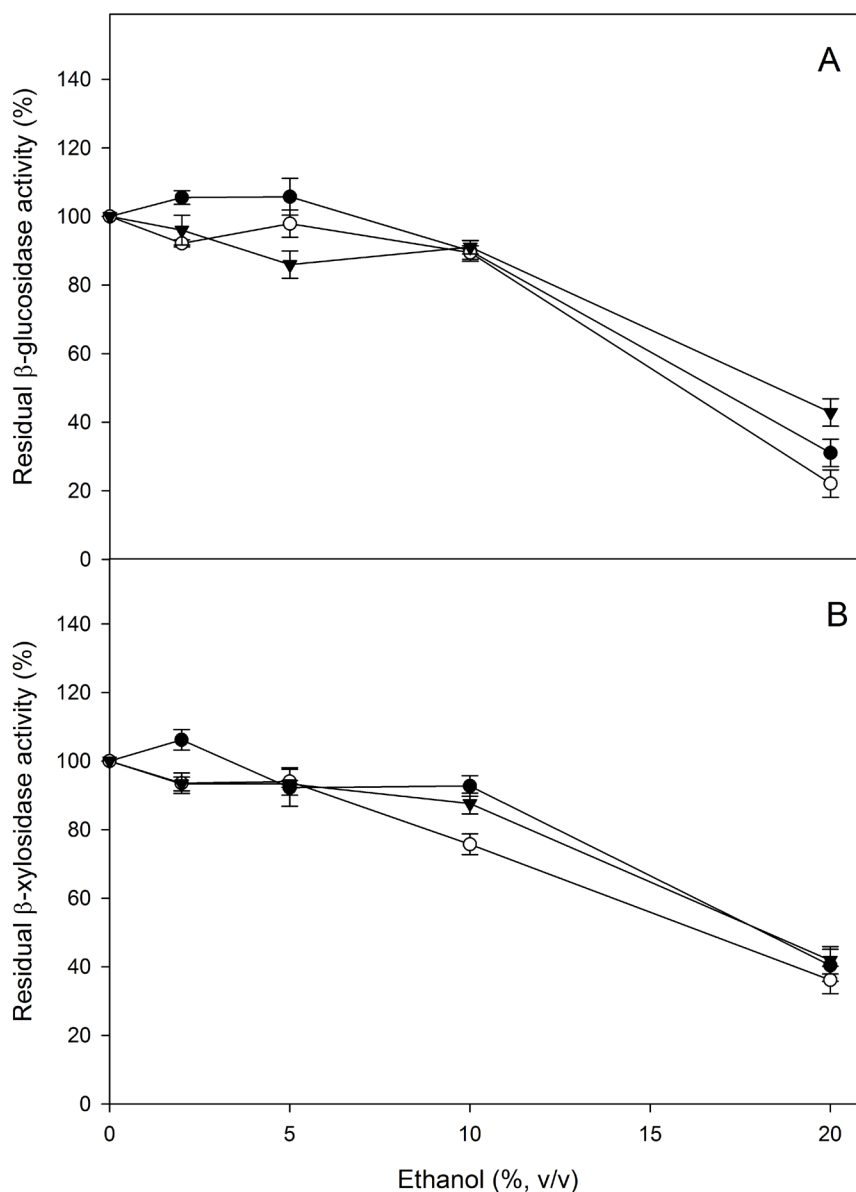 A
Residual β-glucosidase activity (%)
140
120
100
80
60
40
20
0
B
Residual β-xylosidase activity (%)
140
120
100
80
60
40
20
0
0 5 10 15 20
Ethanol (%, v/v)